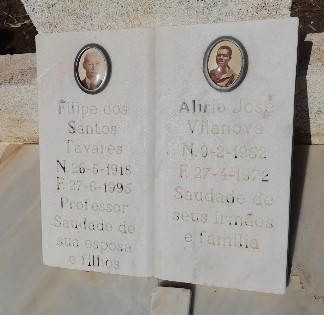 Filipe dos
Santos
Tavares
N. 26-5-1918
F. 27-6-1995
Professor
Saudade de
sua esposa
e filhos
Alirio José
Vilanova
N. 9-2-1952
F. 27-4-1972
Saudade de
seus irmãos
e família